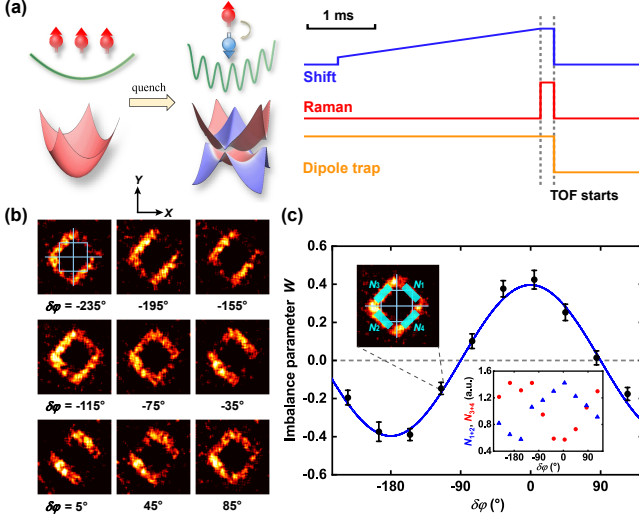 (a)
quench
1 ms
Shift
Raman
Dipole trap
TOF starts
Y
X
(b)
δφ = -235° -195° -155°
-115° -75° -35°
δφ = 5° 45° 85°
(c)
Imbalance parameter W
0.6
0.4
0.2
0.0
-0.2
-0.4
-0.6
-180 -90 0 90
δφ (°)
N3 N1
N2 N4
N1+2, N3+4 (a.u.)
1.6
1.2
0.8
0.4
-180 -90 0 90
δφ (°)